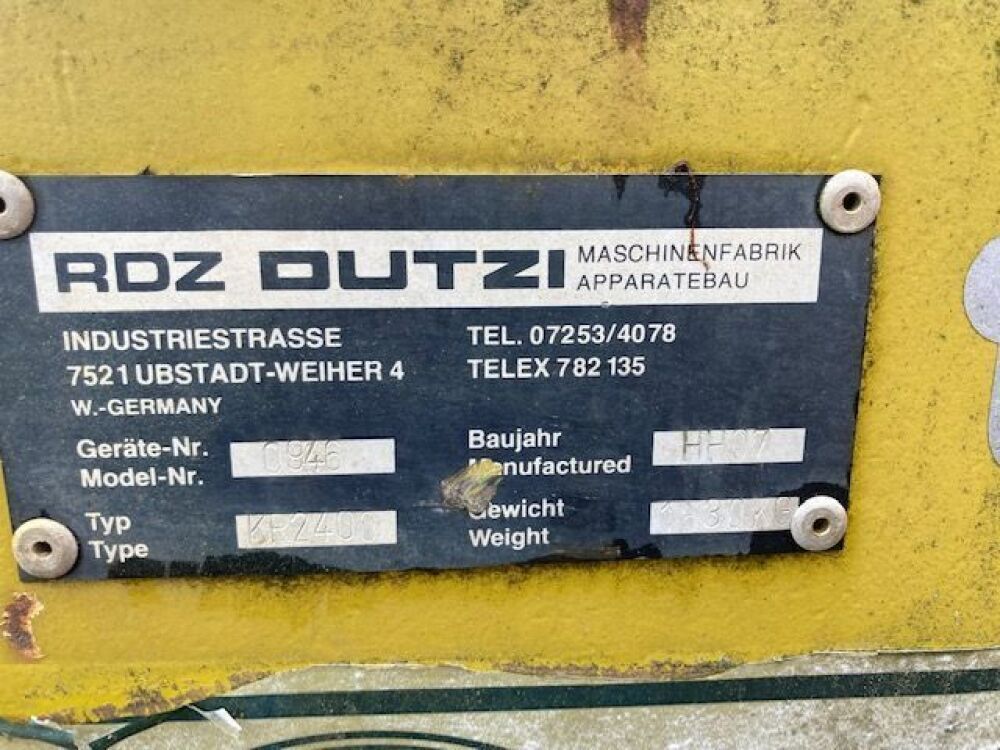 RDZ DUTZI MASCHINENFABRIK
APPARATEBAU
INDUSTRIESTRASSE
7521 UBSTADT-WEIHER 4
W.-GERMANY
TEL. 07253/4078
TELEX 782 135
Geräte-Nr. 0946
Model-Nr.
Typ
Type
Baujahr
Manufactured
Gewicht
Weight